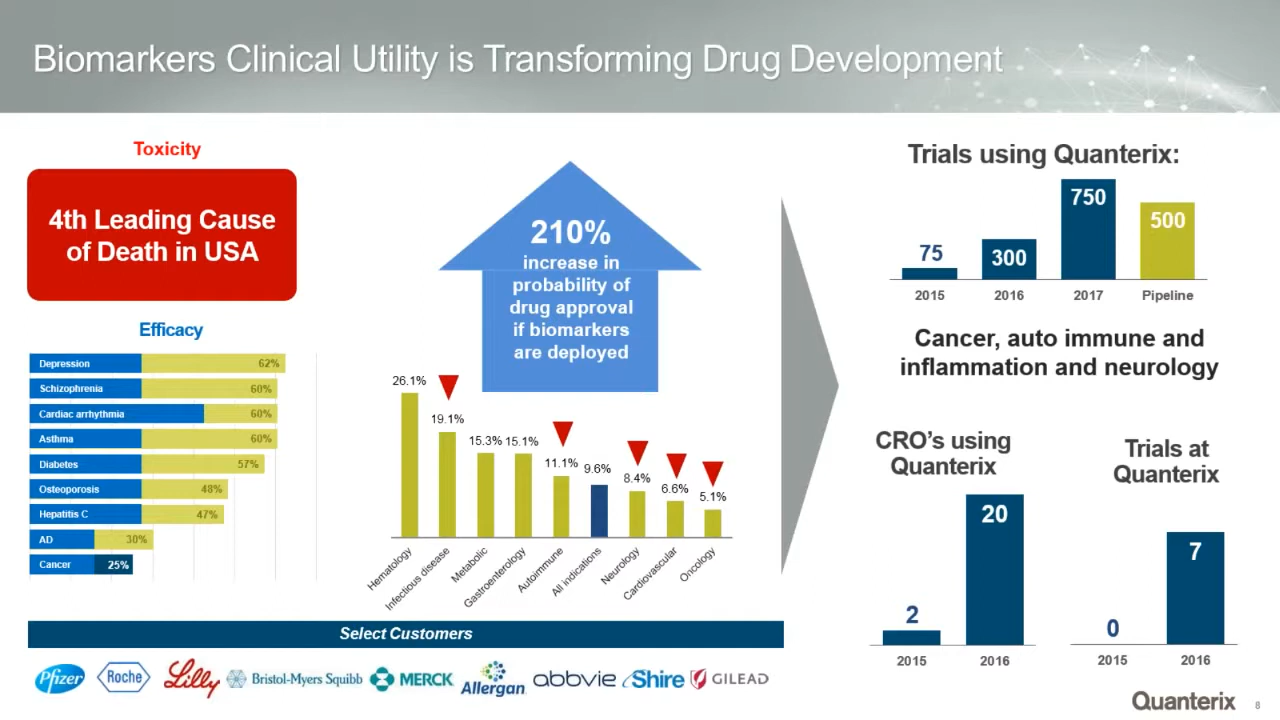 Biomarkers Clinical Utility is Transforming Drug Development
Toxicity
4th Leading Cause
of Death in USA
Efficacy
Depression 62%
Schizophrenia 60%
Cardiac arrhythmia 60%
Asthma 60%
Diabetes 57%
Osteoporosis 48%
Hepatitis C 47%
AD 30%
Cancer 25%
210%
increase in
probability of
drug approval
if biomarkers
are deployed
26.1%
19.1%
15.3% 15.1%
11.1%
9.6%
8.4%
6.6%
5.1%
Hematology
Infectious disease
Metabolic
Gastroenterology
Autoimmune
All indications
Neurology
Cardiovascular
Oncology
Trials using Quanterix:
75
300
750
500
2015 2016 2017 Pipeline
Cancer, auto immune and
inflammation and neurology
CRO's using
Quanterix
2
20
2015 2016
Trials at
Quanterix
0
7
2015 2016
Select Customers
Pfizer
Roche
Lilly
Bristol-Myers Squibb
MERCK
Allergan
abbvie
Shire
GILEAD
Quanterix
8